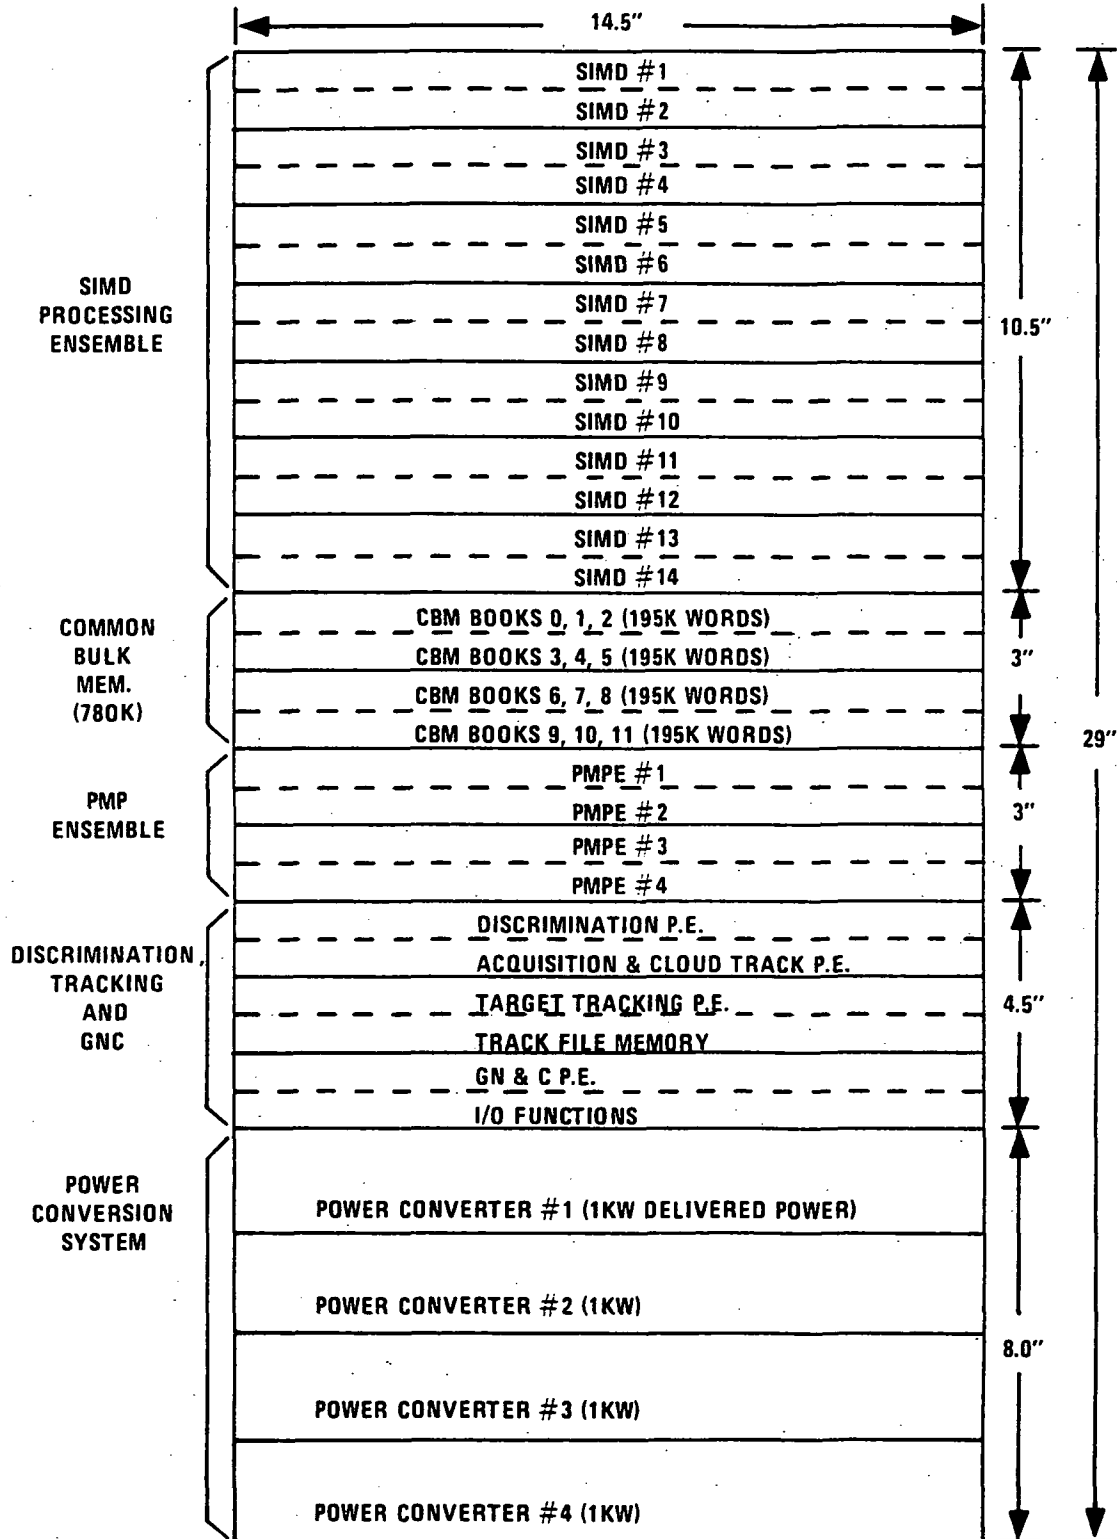 14.5"
SIMD #1
SIMD #2
SIMD #3
SIMD #4
SIMD #5
SIMD #6
SIMD #7
SIMD #8
SIMD #9
SIMD #10
SIMD #11
SIMD #12
SIMD #13
SIMD #14
SIMD
PROCESSING
ENSEMBLE
10.5"
COMMON
BULK
MEM.
(780K)
CBM BOOKS 0, 1, 2 (195K WORDS)
CBM BOOKS 3, 4, 5 (195K WORDS)
CBM BOOKS 6, 7, 8 (195K WORDS)
CBM BOOKS 9, 10, 11 (195K WORDS)
3"
29"
PMP
ENSEMBLE
PMPE #1
PMPE #2
PMPE #3
PMPE #4
3"
DISCRIMINATION,
TRACKING
AND
GNC
DISCRIMINATION P.E.
ACQUISITION & CLOUD TRACK P.E.
TARGET TRACKING P.E.
TRACK FILE MEMORY
GN & C P.E.
I/O FUNCTIONS
4.5"
POWER
CONVERSION
SYSTEM
POWER CONVERTER #1 (1KW DELIVERED POWER)
POWER CONVERTER #2 (1KW)
POWER CONVERTER #3 (1KW)
POWER CONVERTER #4 (1KW)
8.0"